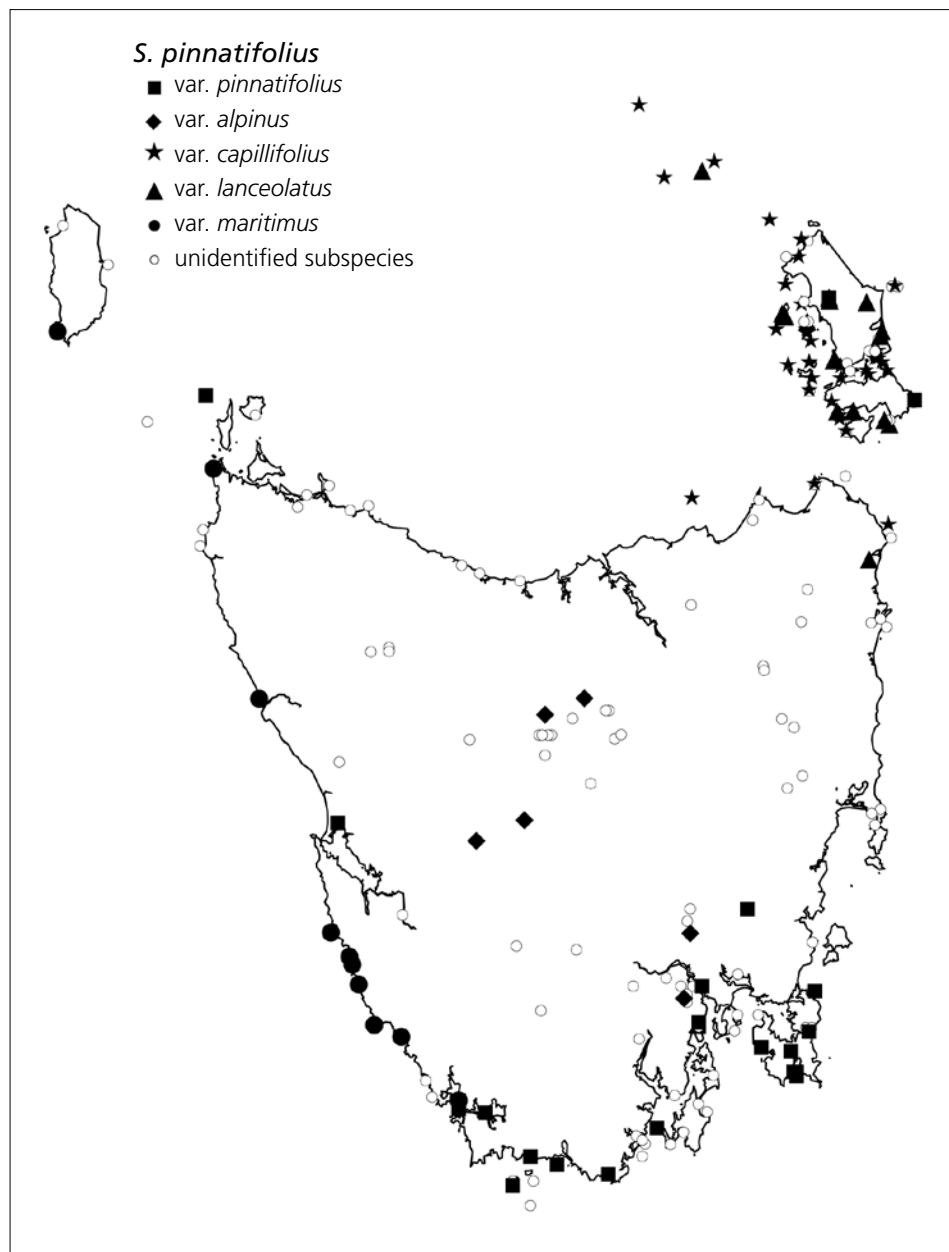 S. pinnatifolius
var. pinnatifolius
var. alpinus
var. capillifolius
var. lanceolatus
var. maritimus
unidentified subspecies